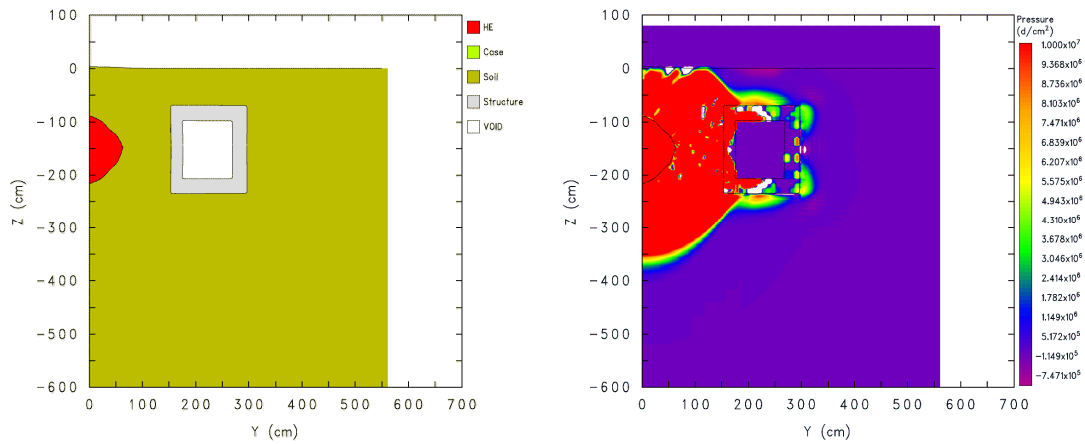 100
0
-100
-200
-300
-400
-500
-600
Z (cm)
0 100 200 300 400 500 600 700
Y (cm)
HE
Case
Soil
Structure
VOID
100
0
-100
-200
-300
-400
-500
-600
Z (cm)
0 100 200 300 400 500 600 700
Y (cm)
Pressure
(d/cm²)
1.000x10⁷
9.368x10⁶
8.736x10⁶
8.103x10⁶
7.471x10⁶
6.839x10⁶
6.207x10⁶
5.575x10⁶
4.943x10⁶
4.310x10⁶
3.678x10⁶
3.046x10⁶
2.414x10⁶
1.782x10⁶
1.149x10⁶
5.172x10⁵
-1.149x10⁵
-7.471x10⁵